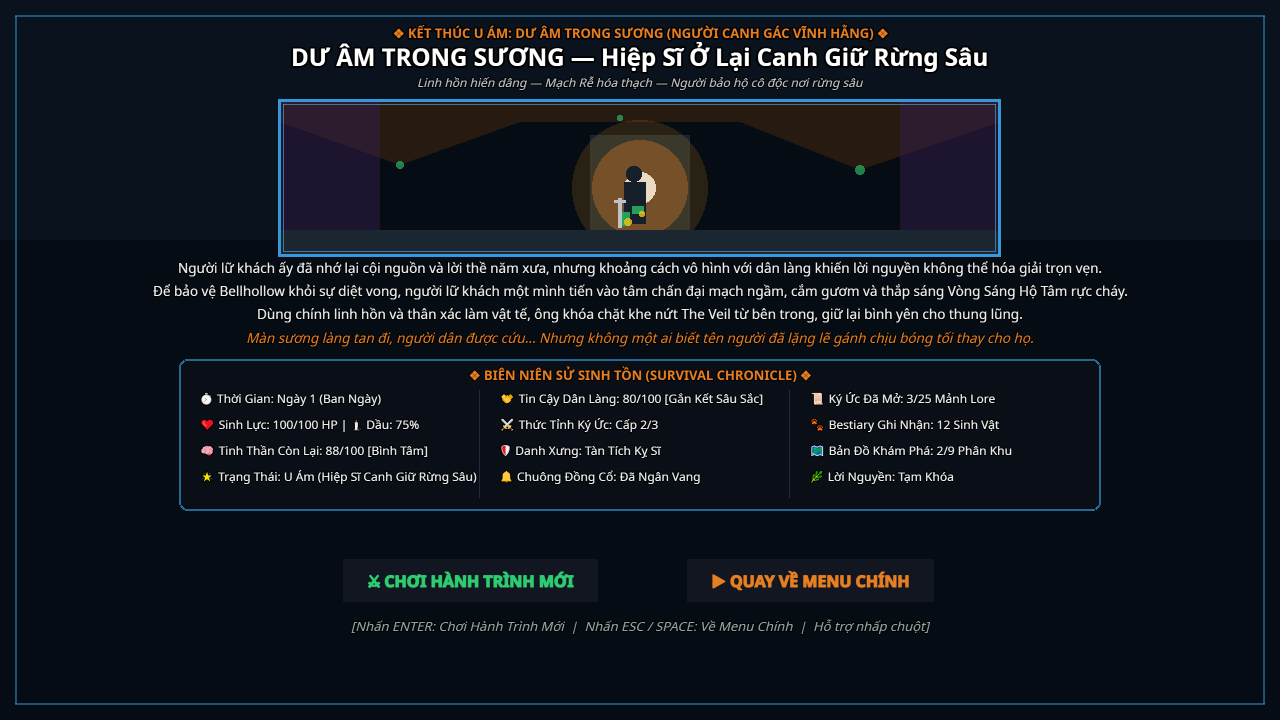 ❖ KẾT THÚC U ÁM: DƯ ÂM TRONG SƯƠNG (NGƯỜI CANH GÁC VĨNH HẰNG) ❖
DƯ ÂM TRONG SƯƠNG — Hiệp Sĩ Ở Lại Canh Giữ Rừng Sâu
Linh hồn hiến dâng — Mạch Rễ hóa thạch — Người bảo hộ cô độc nơi rừng sâu
Người lữ khách ấy đã nhớ lại cội nguồn và lời thề năm xưa, nhưng khoảng cách vô hình với dân làng khiến lời nguyền không thể hóa giải trọn vẹn.
Để bảo vệ Bellhollow khỏi sự diệt vong, người lữ khách một mình tiến vào tâm chấn đại mạch ngầm, cắm gươm và thắp sáng Vòng Sáng Hộ Tâm rực cháy.
Dùng chính linh hồn và thân xác làm vật tế, ông khóa chặt khe nứt The Veil từ bên trong, giữ lại bình yên cho thung lũng.
Màn sương làng tan đi, người dân được cứu... Nhưng không một ai biết tên người đã lặng lẽ gánh chịu bóng tối thay cho họ.
❖ BIÊN NIÊN SỬ SINH TỒN (SURVIVAL CHRONICLE) ❖
Thời Gian: Ngày 1 (Ban Ngày)
Sinh Lực: 100/100 HP | Dầu: 75%
Tinh Thần Còn Lại: 88/100 [Bình Tâm]
Trạng Thái: U Ám (Hiệp Sĩ Canh Giữ Rừng Sâu)
Tin Cậy Dân Làng: 80/100 [Gắn Kết Sâu Sắc]
Thức Tỉnh Ký Ức: Cấp 2/3
Danh Xưng: Tàn Tích Kỵ Sĩ
Chuông Đồng Cổ: Đã Ngân Vang
Ký Ức Đã Mở: 3/25 Mảnh Lore
Bestiary Ghi Nhận: 12 Sinh Vật
Bản Đồ Khám Phá: 2/9 Phân Khu
Lời Nguyền: Tạm Khóa
⚔ CHƠI HÀNH TRÌNH MỚI
▶ QUAY VỀ MENU CHÍNH
[Nhấn ENTER: Chơi Hành Trình Mới | Nhấn ESC / SPACE: Về Menu Chính | Hỗ trợ nhấp chuột]